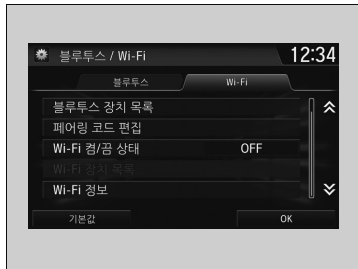 블루투스 / Wi-Fi 12:34
블루투스 Wi-Fi
블루투스 장치 목록
페어링 코드 편집
Wi-Fi 켬/끔 상태 OFF
Wi-Fi 장치 목록
Wi-Fi 정보
기본값 OK